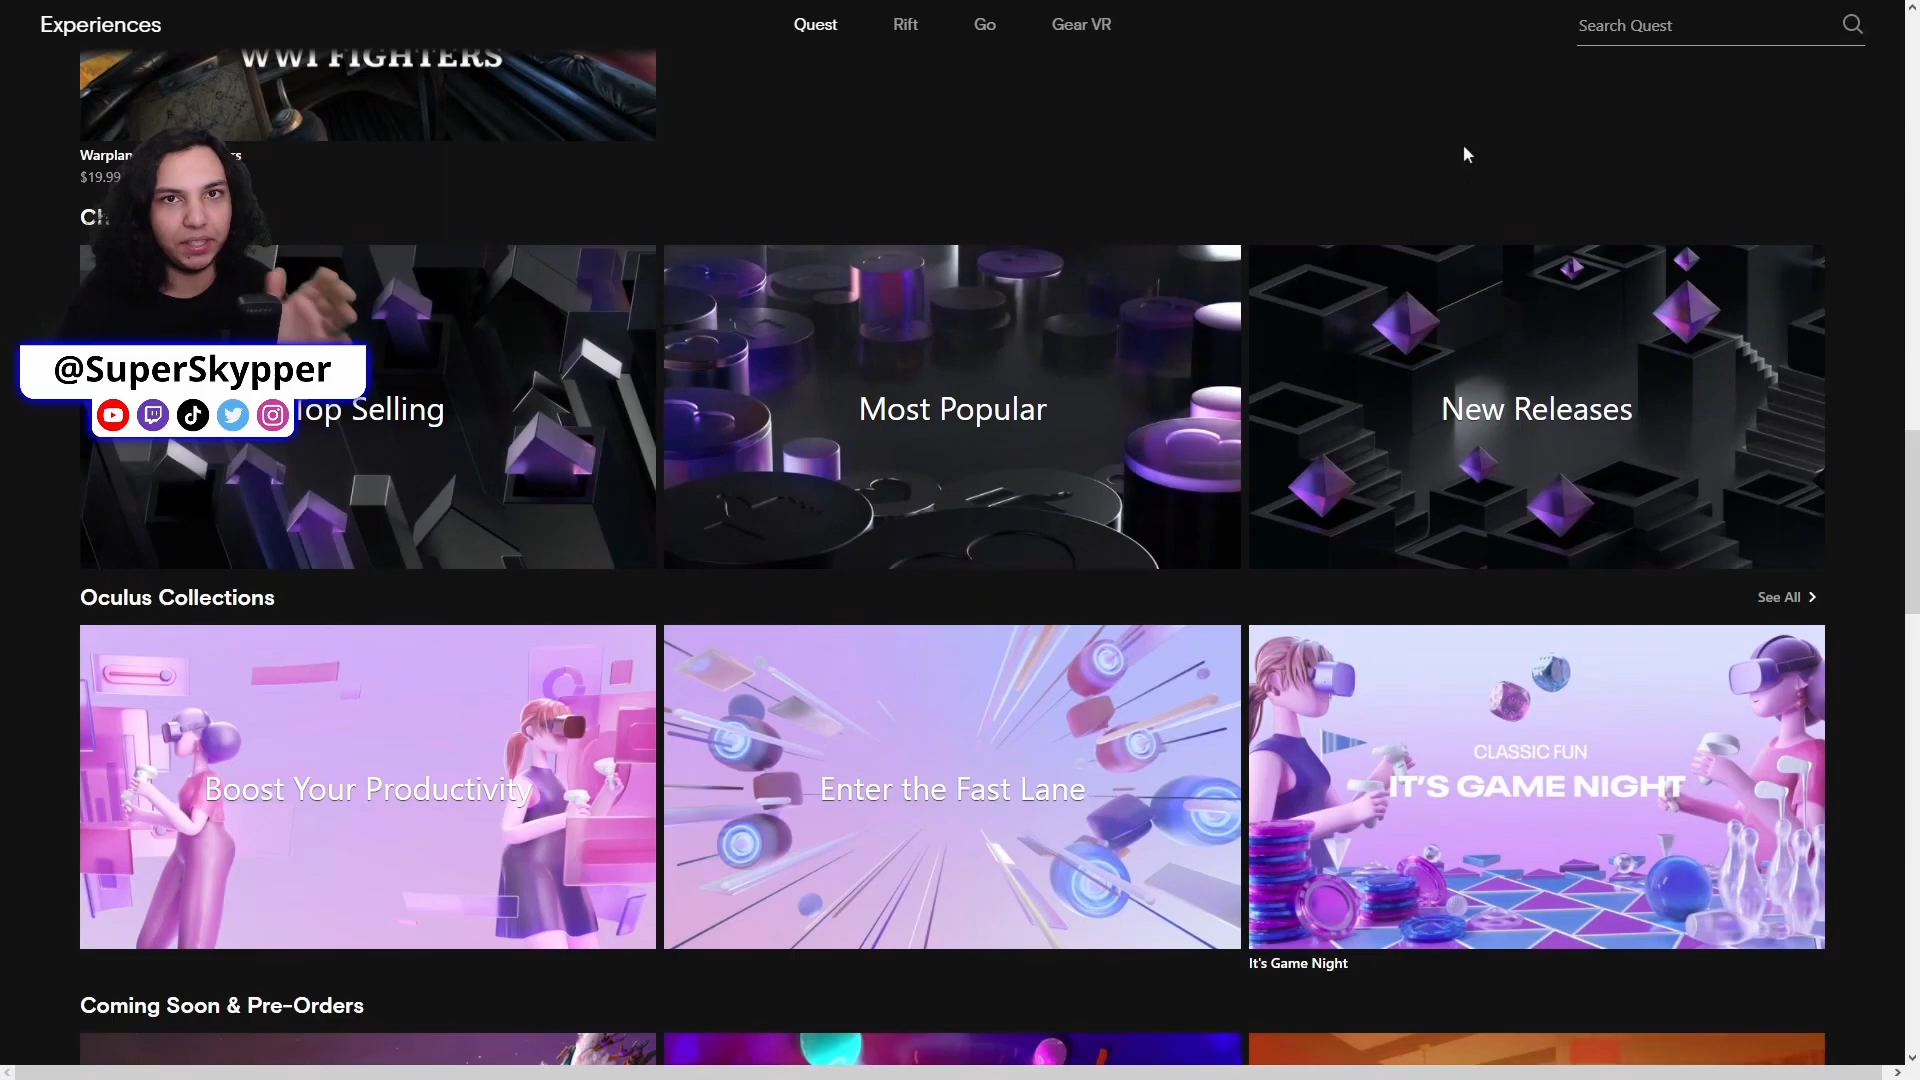 Experiences
Quest
Rift
Go
Gear VR
Search Quest
WWI FIGHTERS
$19.99
@SuperSkypper
Top Selling
Most Popular
New Releases
Oculus Collections
See All
Boost Your Productivity
Enter the Fast Lane
CLASSIC FUN
IT'S GAME NIGHT
It's Game Night
Coming Soon & Pre-Orders